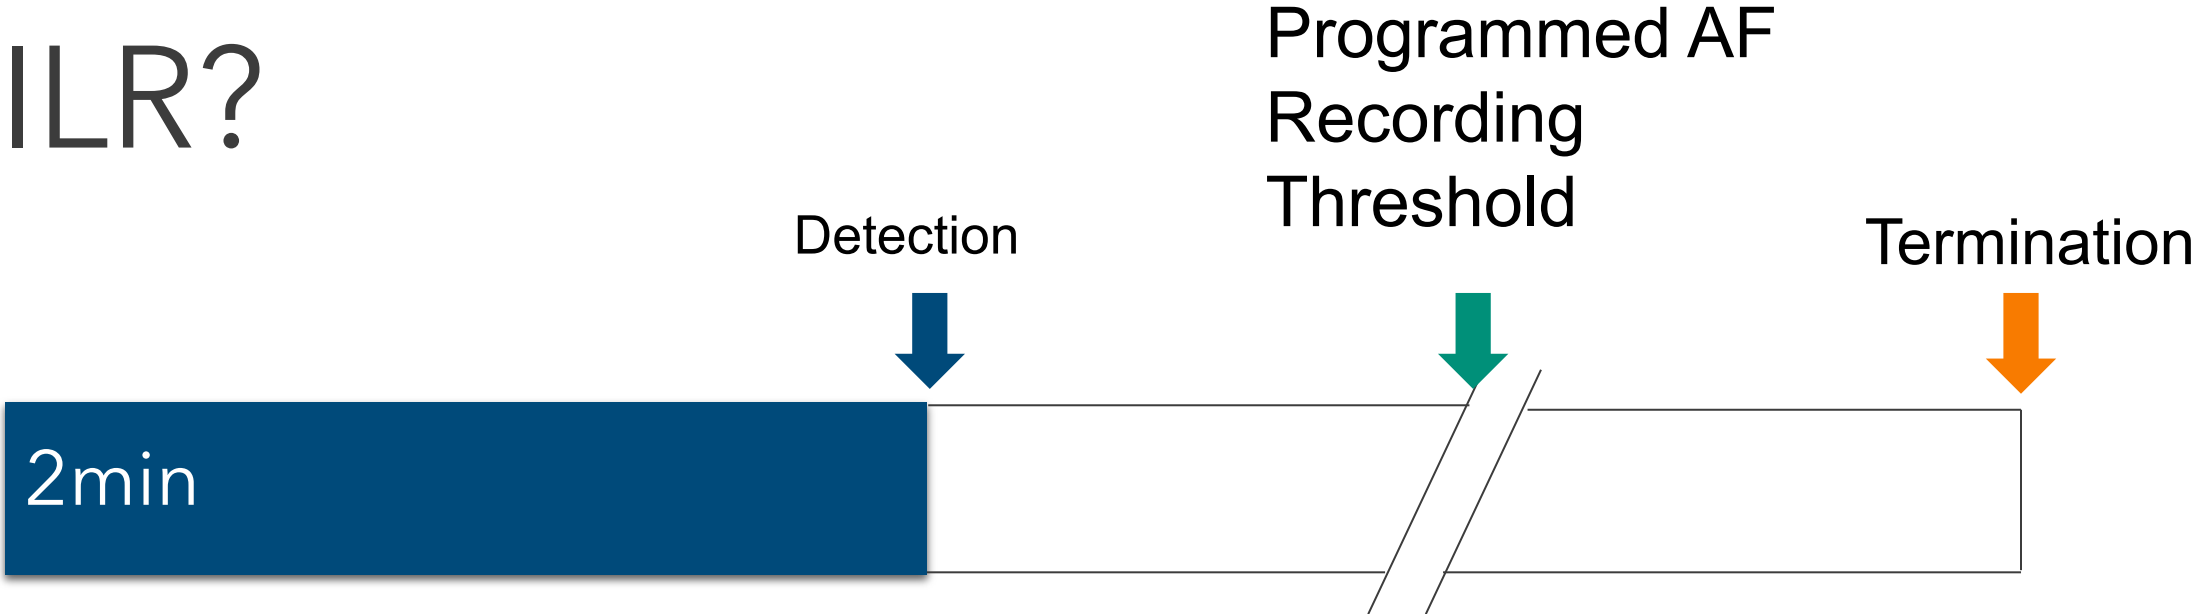 ILR?
Programmed AF
Recording
Threshold
Detection
Termination
2min